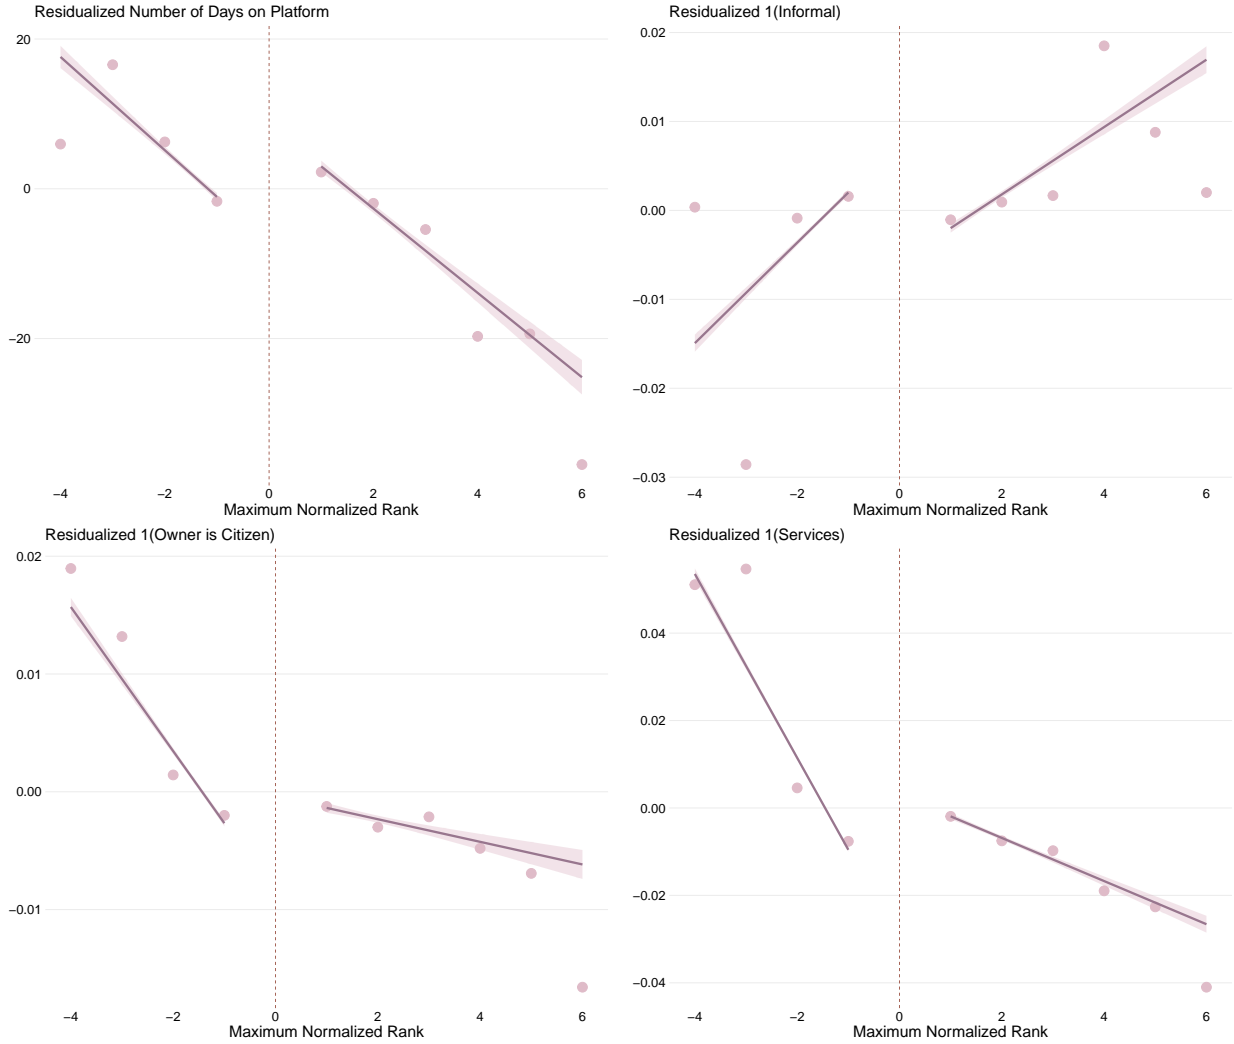 Residualized Number of Days on Platform
20
0
−20
−4 −2 0 2 4 6
Maximum Normalized Rank
Residualized 1(Informal)
0.02
0.01
0.00
−0.01
−0.02
−0.03
−4 −2 0 2 4 6
Maximum Normalized Rank
Residualized 1(Owner is Citizen)
0.02
0.01
0.00
−0.01
−4 −2 0 2 4 6
Maximum Normalized Rank
Residualized 1(Services)
0.04
0.02
0.00
−0.02
−0.04
−4 −2 0 2 4 6
Maximum Normalized Rank